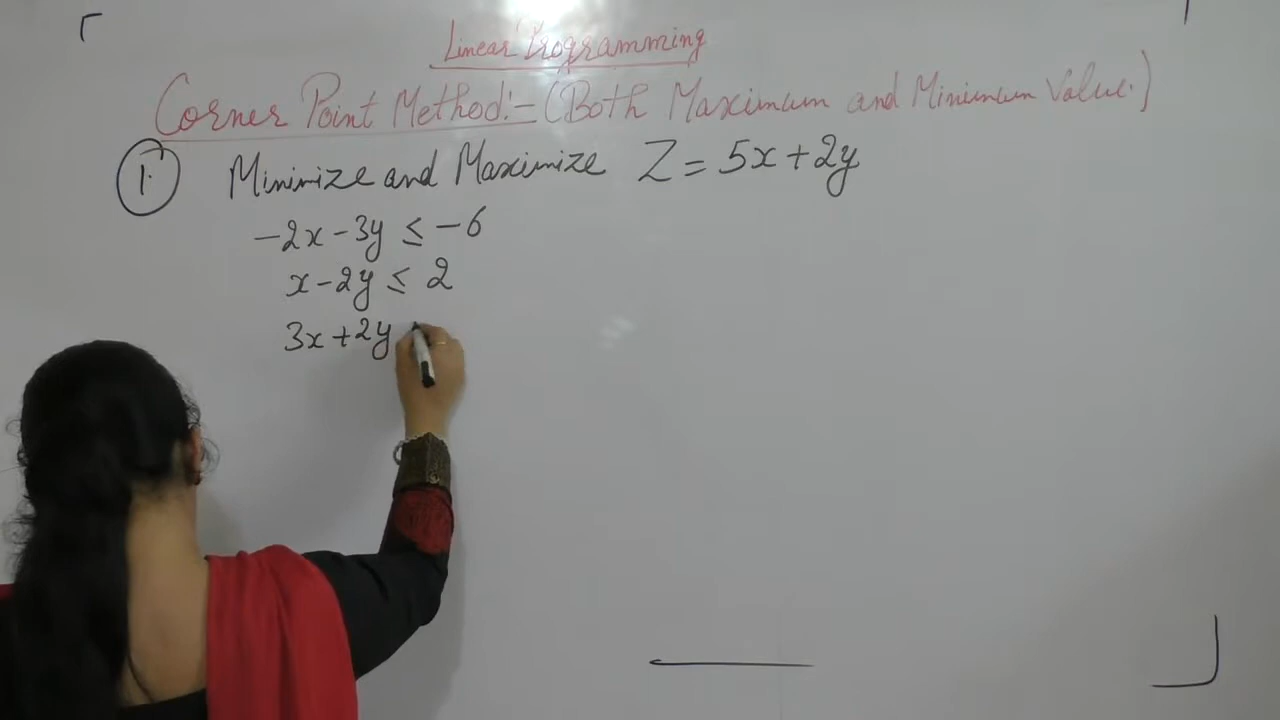 Linear Programming
Corner Point Method:- (Both Maximum and Minimum Value.)
1. Minimize and Maximize Z = 5x + 2y
-2x - 3y ≤ -6
x - 2y ≤ 2
3x + 2y